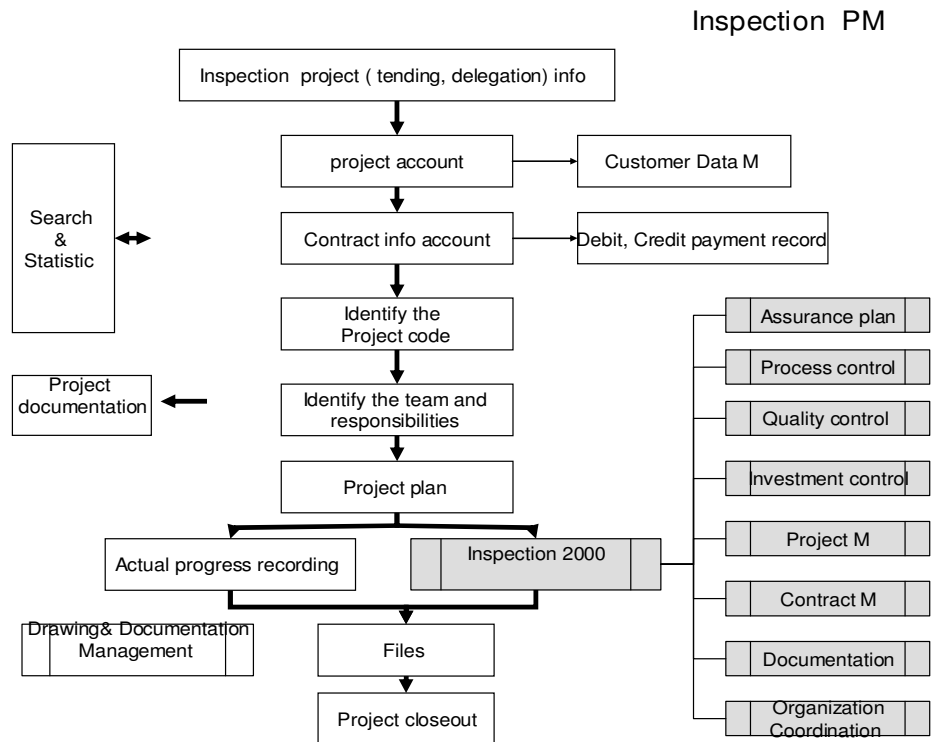 Inspection PM
Inspection project ( tending, delegation) info
project account
Customer Data M
Search
&
Statistic
Contract info account
Debit, Credit payment record
Identify the
Project code
Assurance plan
Process control
Project
documentation
Identify the team and
responsibilities
Quality control
Project plan
Investment control
Actual progress recording
Inspection 2000
Project M
Contract M
Drawing& Documentation
Management
Files
Documentation
Project closeout
Organization
Coordination